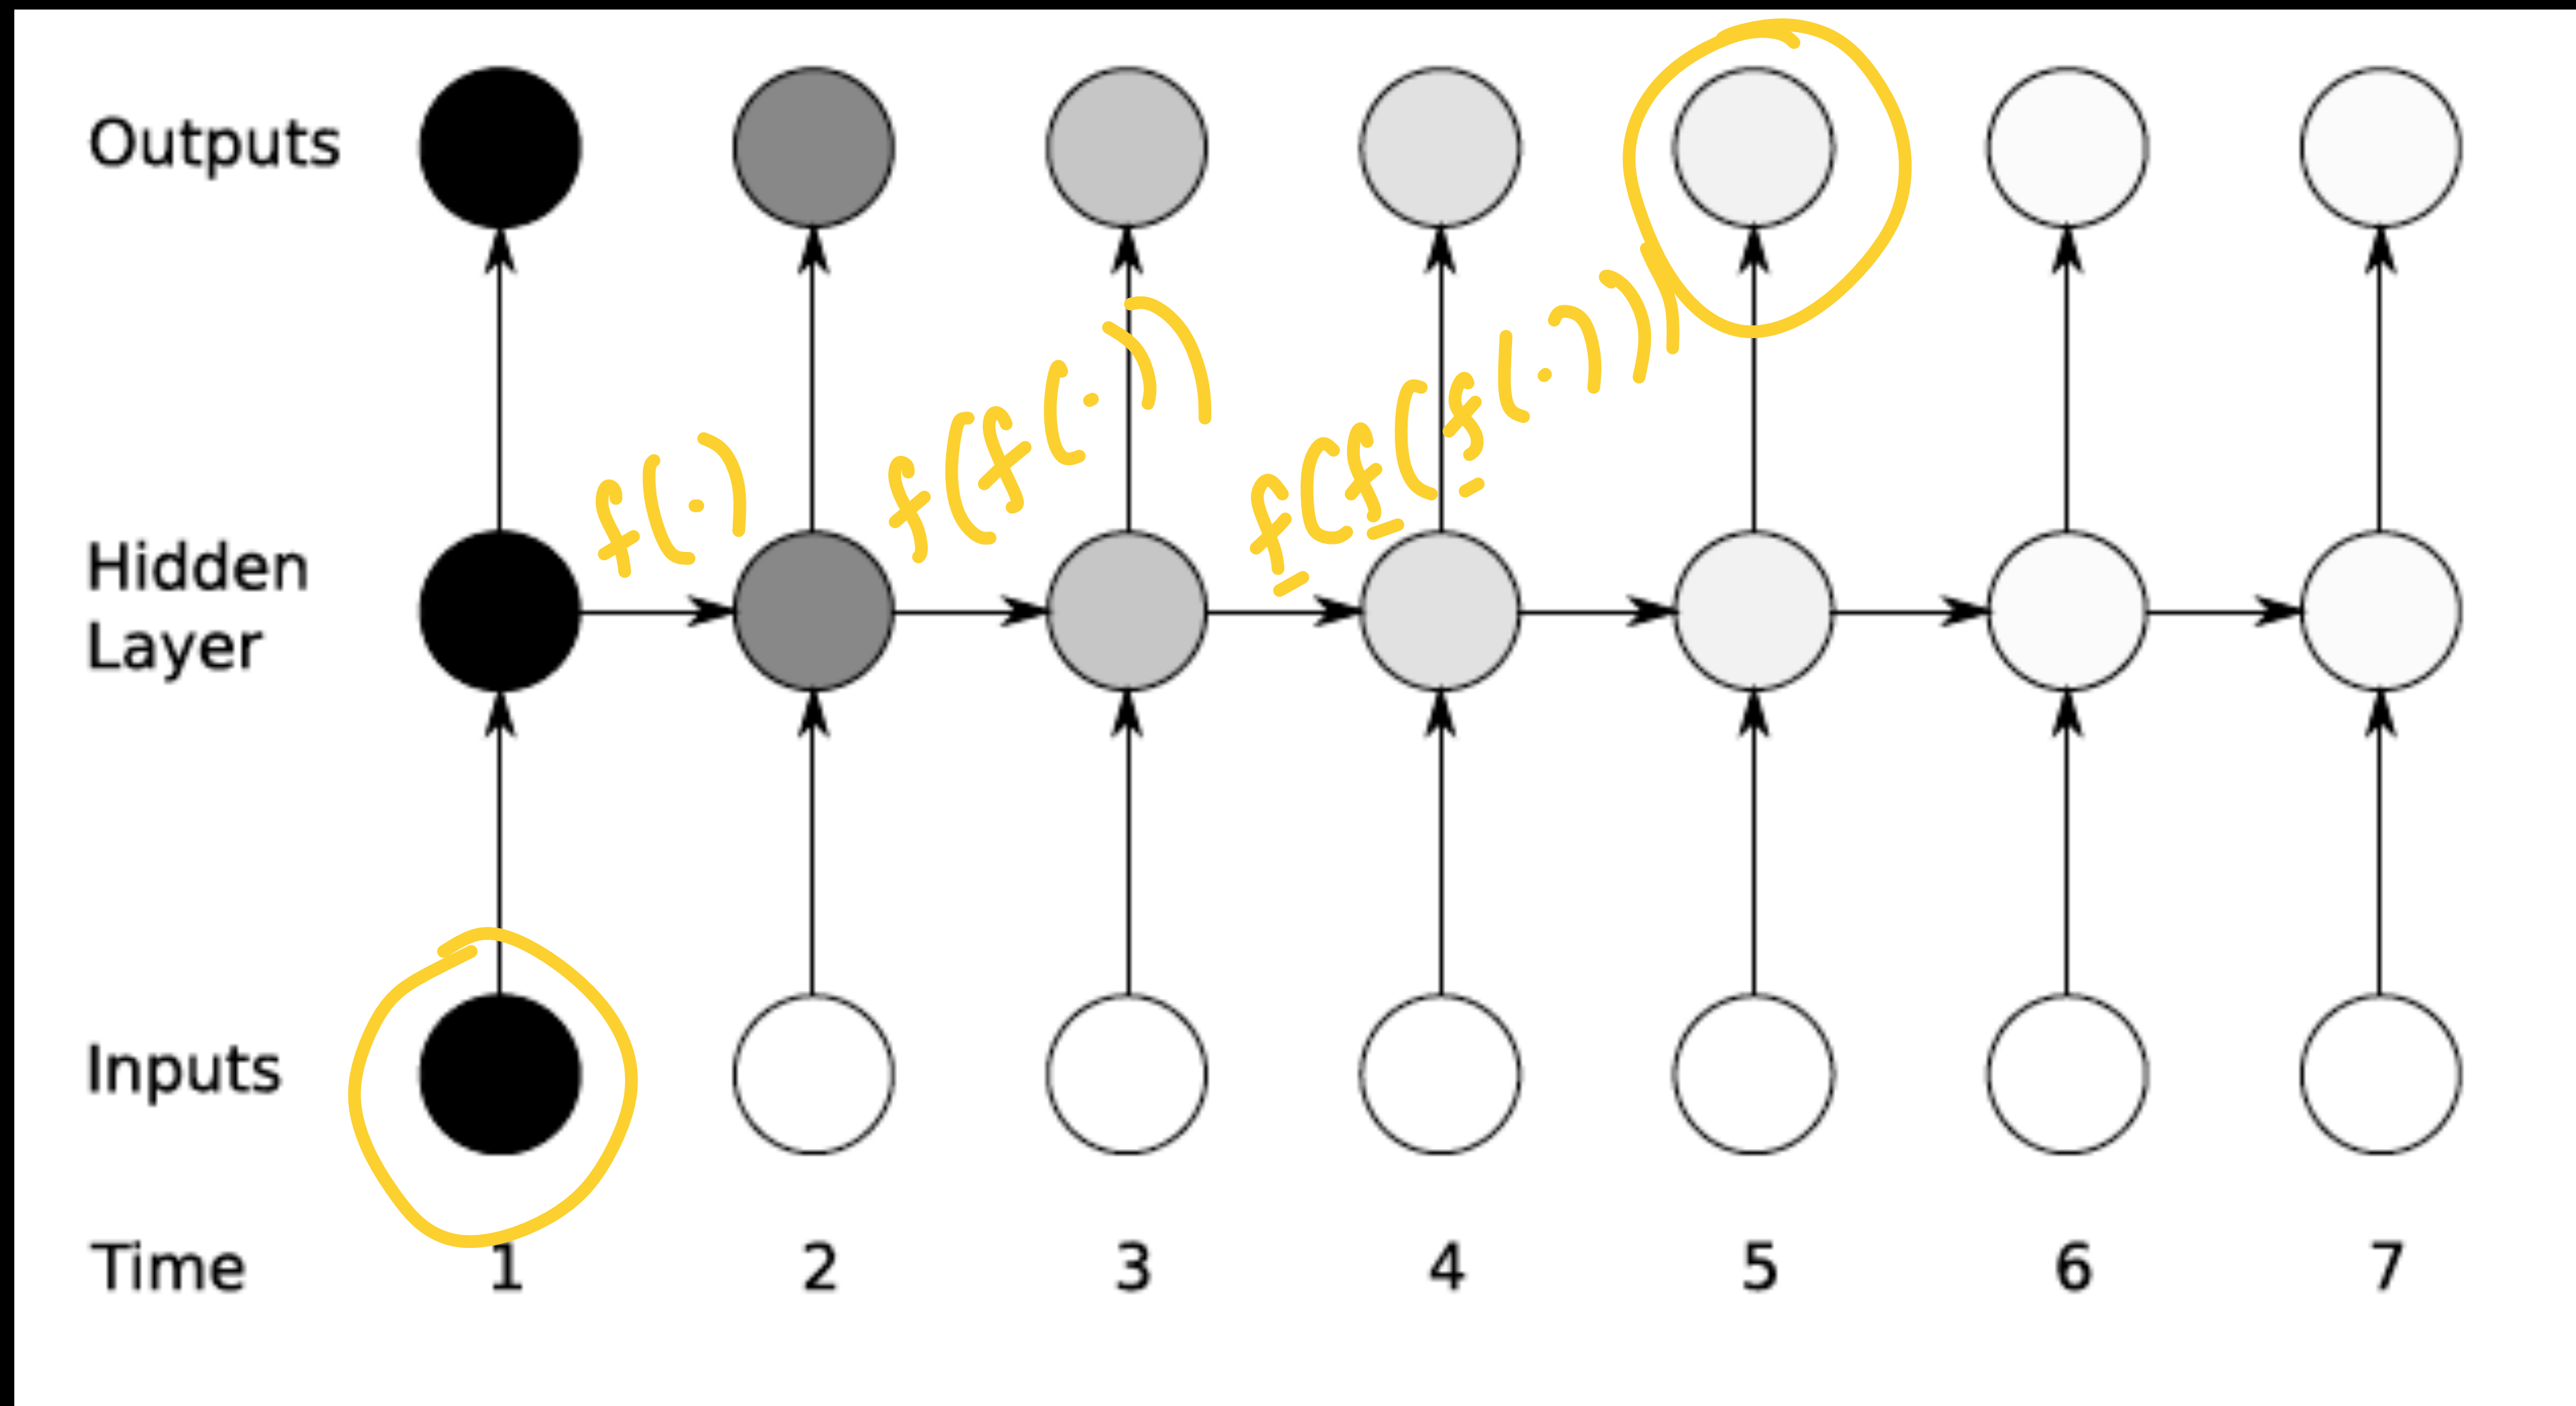 Outputs
f(·) f(f(·)) f(f(f(·)))
Hidden
Layer
Inputs
Time 1 2 3 4 5 6 7